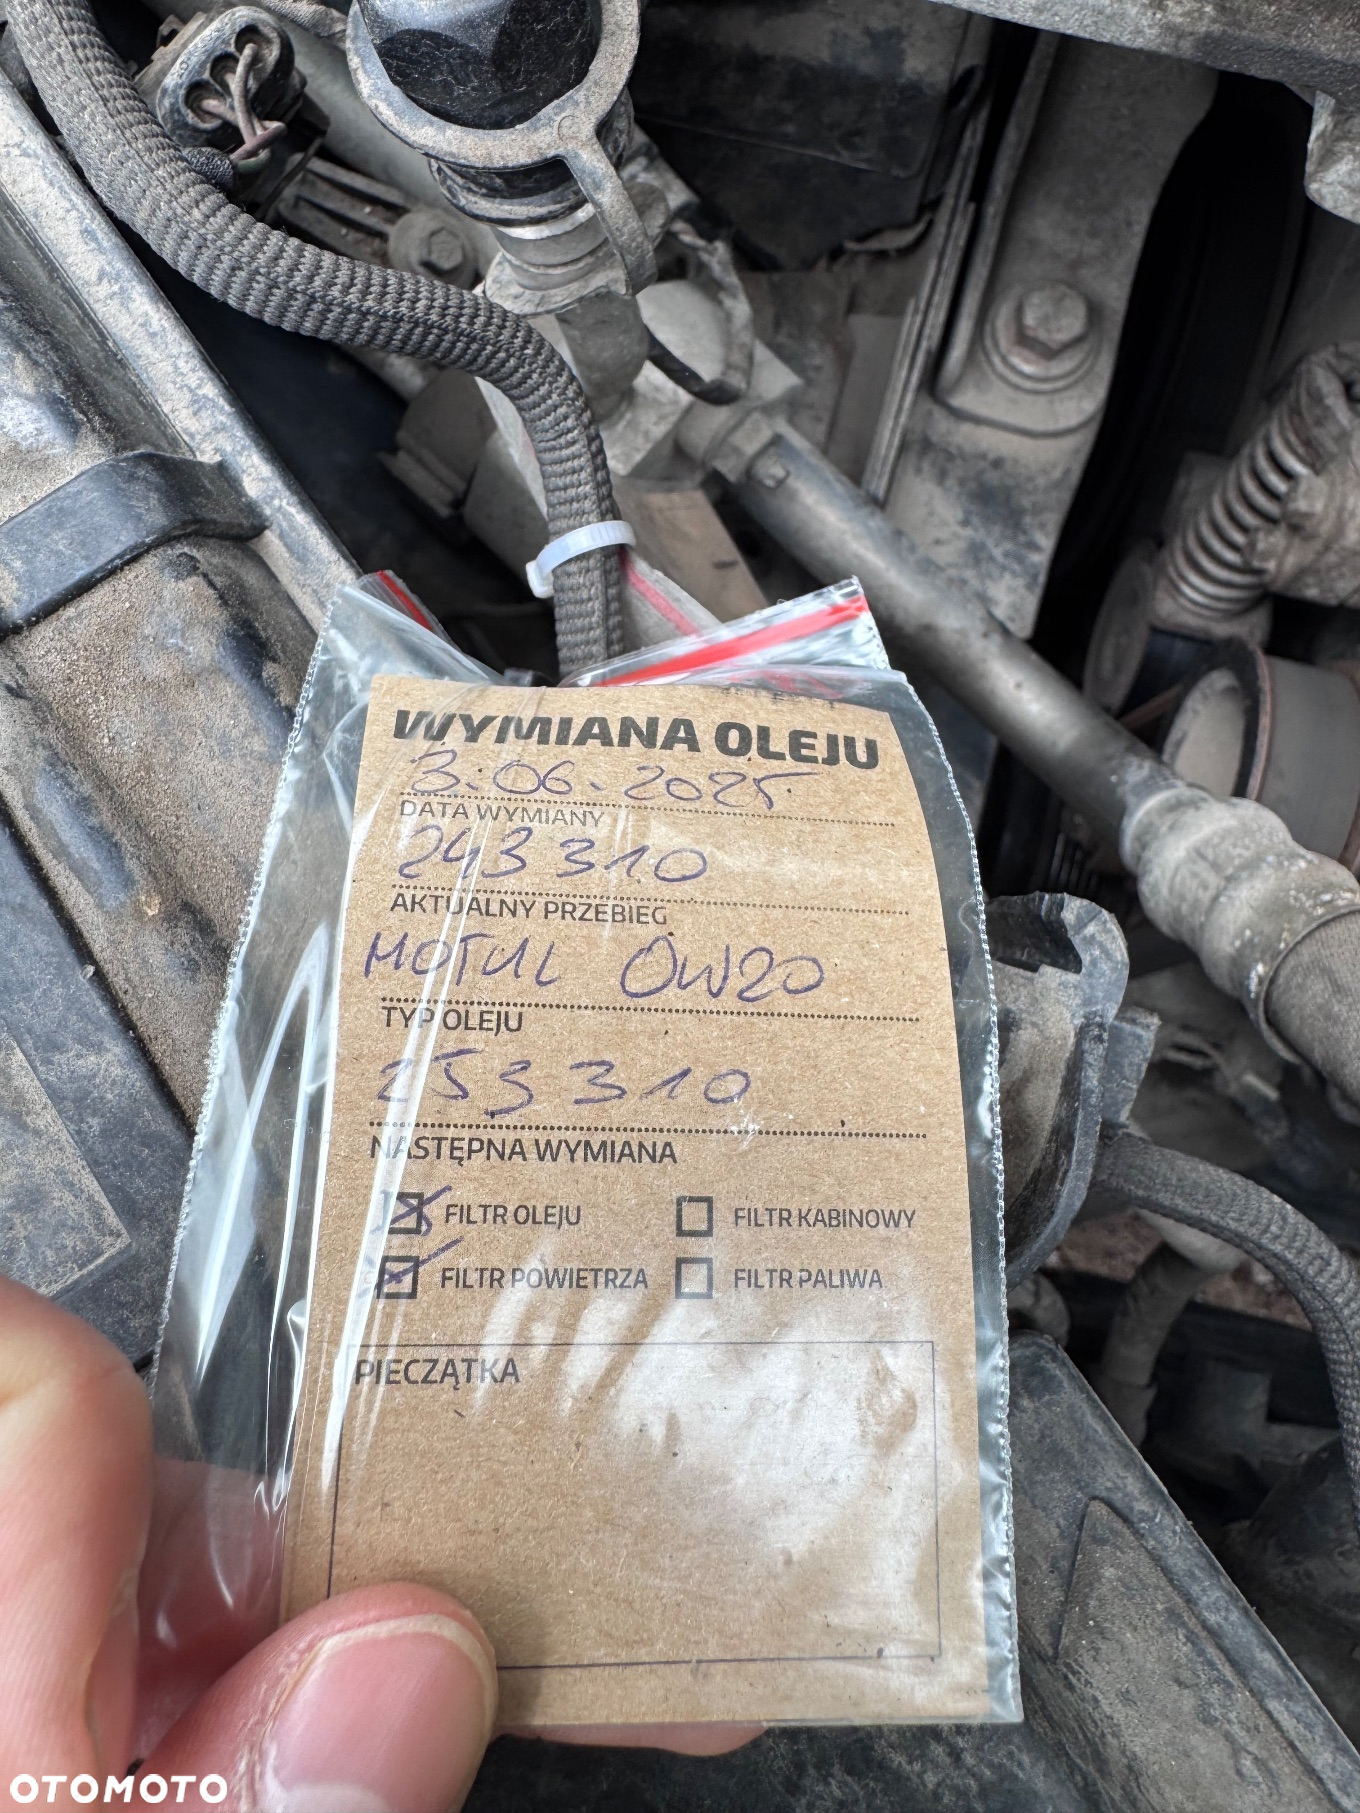 WYMIANA OLEJU
3.06.2025
DATA WYMIANY
243310
AKTUALNY PRZEBIEG
MOTUL 0W20
TYP OLEJU
253310
NASTĘPNA WYMIANA
FILTR OLEJU FILTR KABINOWY
FILTR POWIETRZA FILTR PALIWA
PIECZĄTKA
OTOMOTO